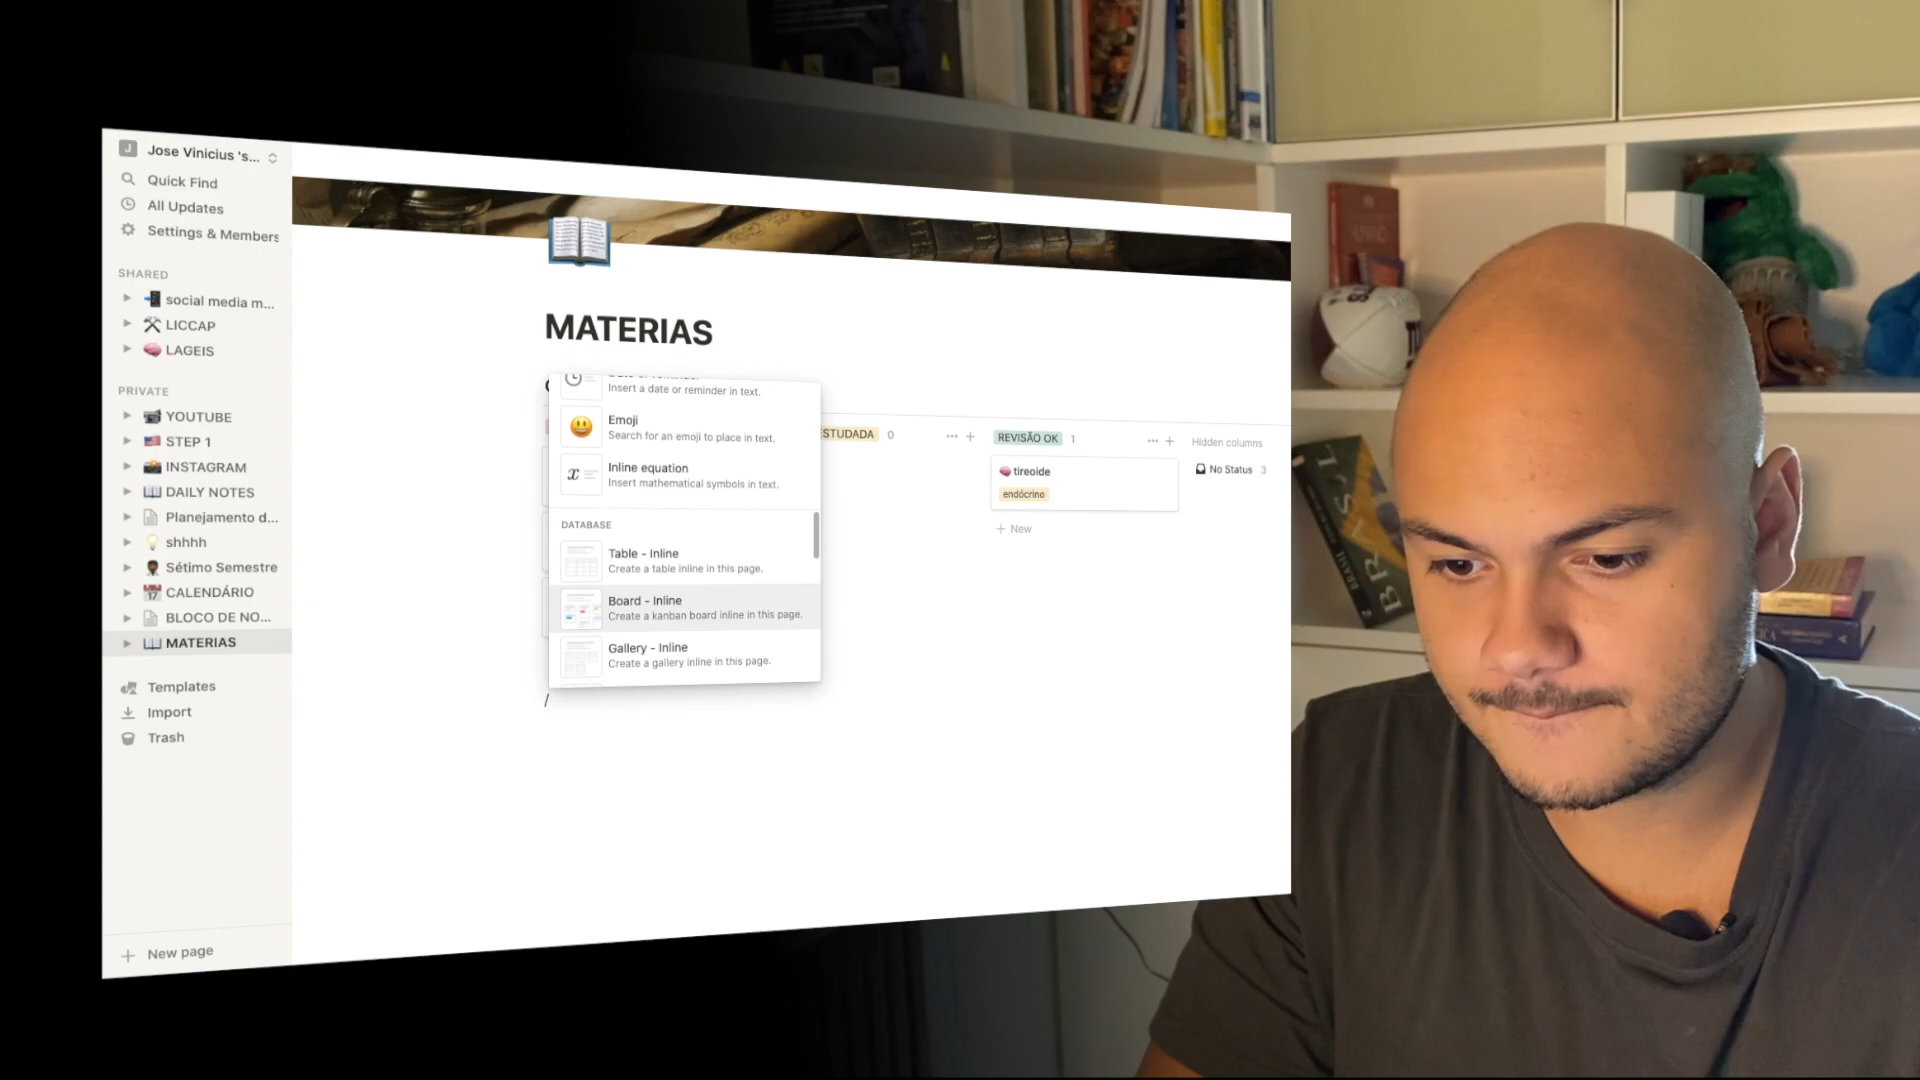 J Jose Vinicius 's...
Quick Find
All Updates
Settings & Members
SHARED
social media m...
LICCAP
LAGEIS
PRIVATE
YOUTUBE
STEP 1
INSTAGRAM
DAILY NOTES
Planejamento d...
shhhh
Sétimo Semestre
CALENDÁRIO
BLOCO DE NO...
MATERIAS
Templates
Import
Trash
New page
MATERIAS
Insert a date or reminder in text.
Emoji
Search for an emoji to place in text.
Inline equation
Insert mathematical symbols in text.
DATABASE
Table - Inline
Create a table inline in this page.
Board - Inline
Create a kanban board inline in this page.
Gallery - Inline
Create a gallery inline in this page.
/
ESTUDADA 0
REVISÃO OK 1
tireoide
endócrino
New
Hidden columns
No Status 3
BRASIL
BRASIL